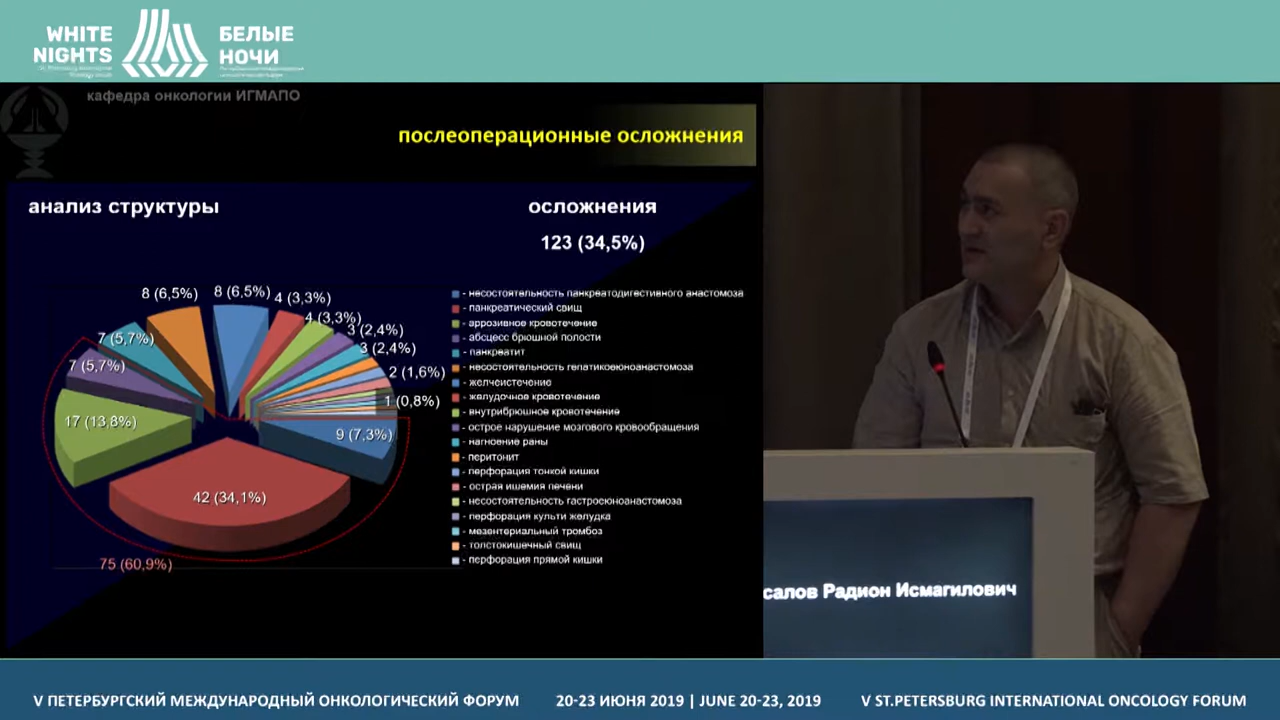 WHITE
NIGHTS
БЕЛЫЕ
НОЧИ
кафедра онкологии ИГМАПО
послеоперационные осложнения
анализ структуры
осложнения
123 (34,5%)
8 (6,5%)
8 (6,5%)
4 (3,3%)
4 (3,3%)
3 (2,4%)
3 (2,4%)
2 (1,6%)
1 (0,8%)
7 (5,7%)
7 (5,7%)
17 (13,8%)
9 (7,3%)
42 (34,1%)
75 (60,9%)
- несостоятельность панкреатодигестивного анастомоза
- панкреатический свищ
- аррозивное кровотечение
- абсцесс брюшной полости
- панкреатит
- несостоятельность гепатикоеюноанастомоза
- желчеистечение
- желудочное кровотечение
- внутрибрюшное кровотечение
- острое нарушение мозгового кровообращения
- нагноение раны
- перитонит
- перфорация тонкой кишки
- острая ишемия печени
- несостоятельность гастроеюноанастомоза
- перфорация культи желудка
- мезентериальный тромбоз
- толстокишечный свищ
- перфорация прямой кишки
салов Радион Исмагилович
V ПЕТЕРБУРГСКИЙ МЕЖДУНАРОДНЫЙ ОНКОЛОГИЧЕСКИЙ ФОРУМ
20-23 ИЮНЯ 2019 | JUNE 20-23, 2019
V ST.PETERSBURG INTERNATIONAL ONCOLOGY FORUM